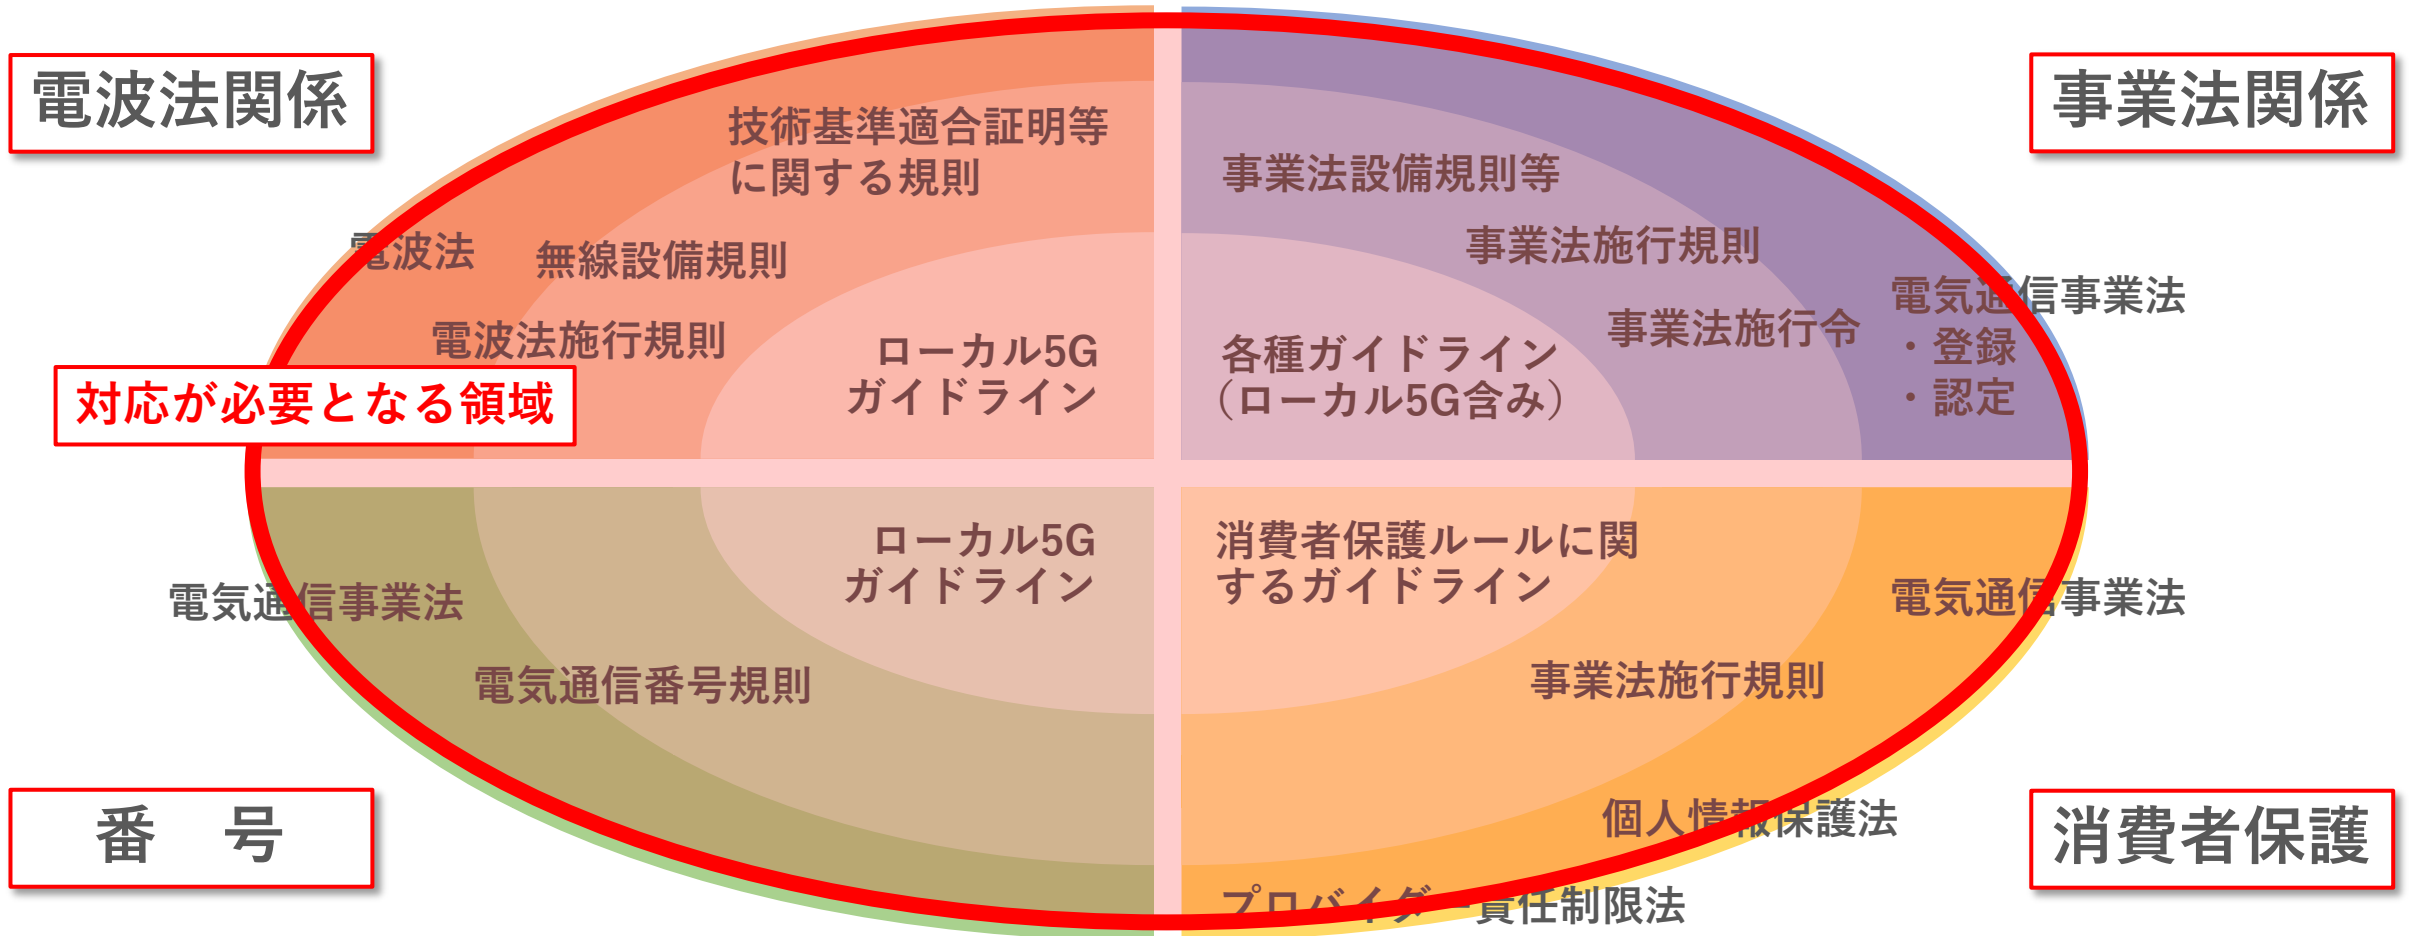 電波法関係
事業法関係
技術基準適合証明等
に関する規則
電波法
無線設備規則
電波法施行規則
ローカル5G
ガイドライン
対応が必要となる領域
事業法設備規則等
事業法施行規則
事業法施行令
電気通信事業法
・登録
・認定
各種ガイドライン
（ローカル5G含み）
ローカル5G
ガイドライン
電気通信事業法
電気通信番号規則
番　号
消費者保護ルールに関
するガイドライン
電気通信事業法
事業法施行規則
個人情報保護法
プロバイダー責任制限法
消費者保護